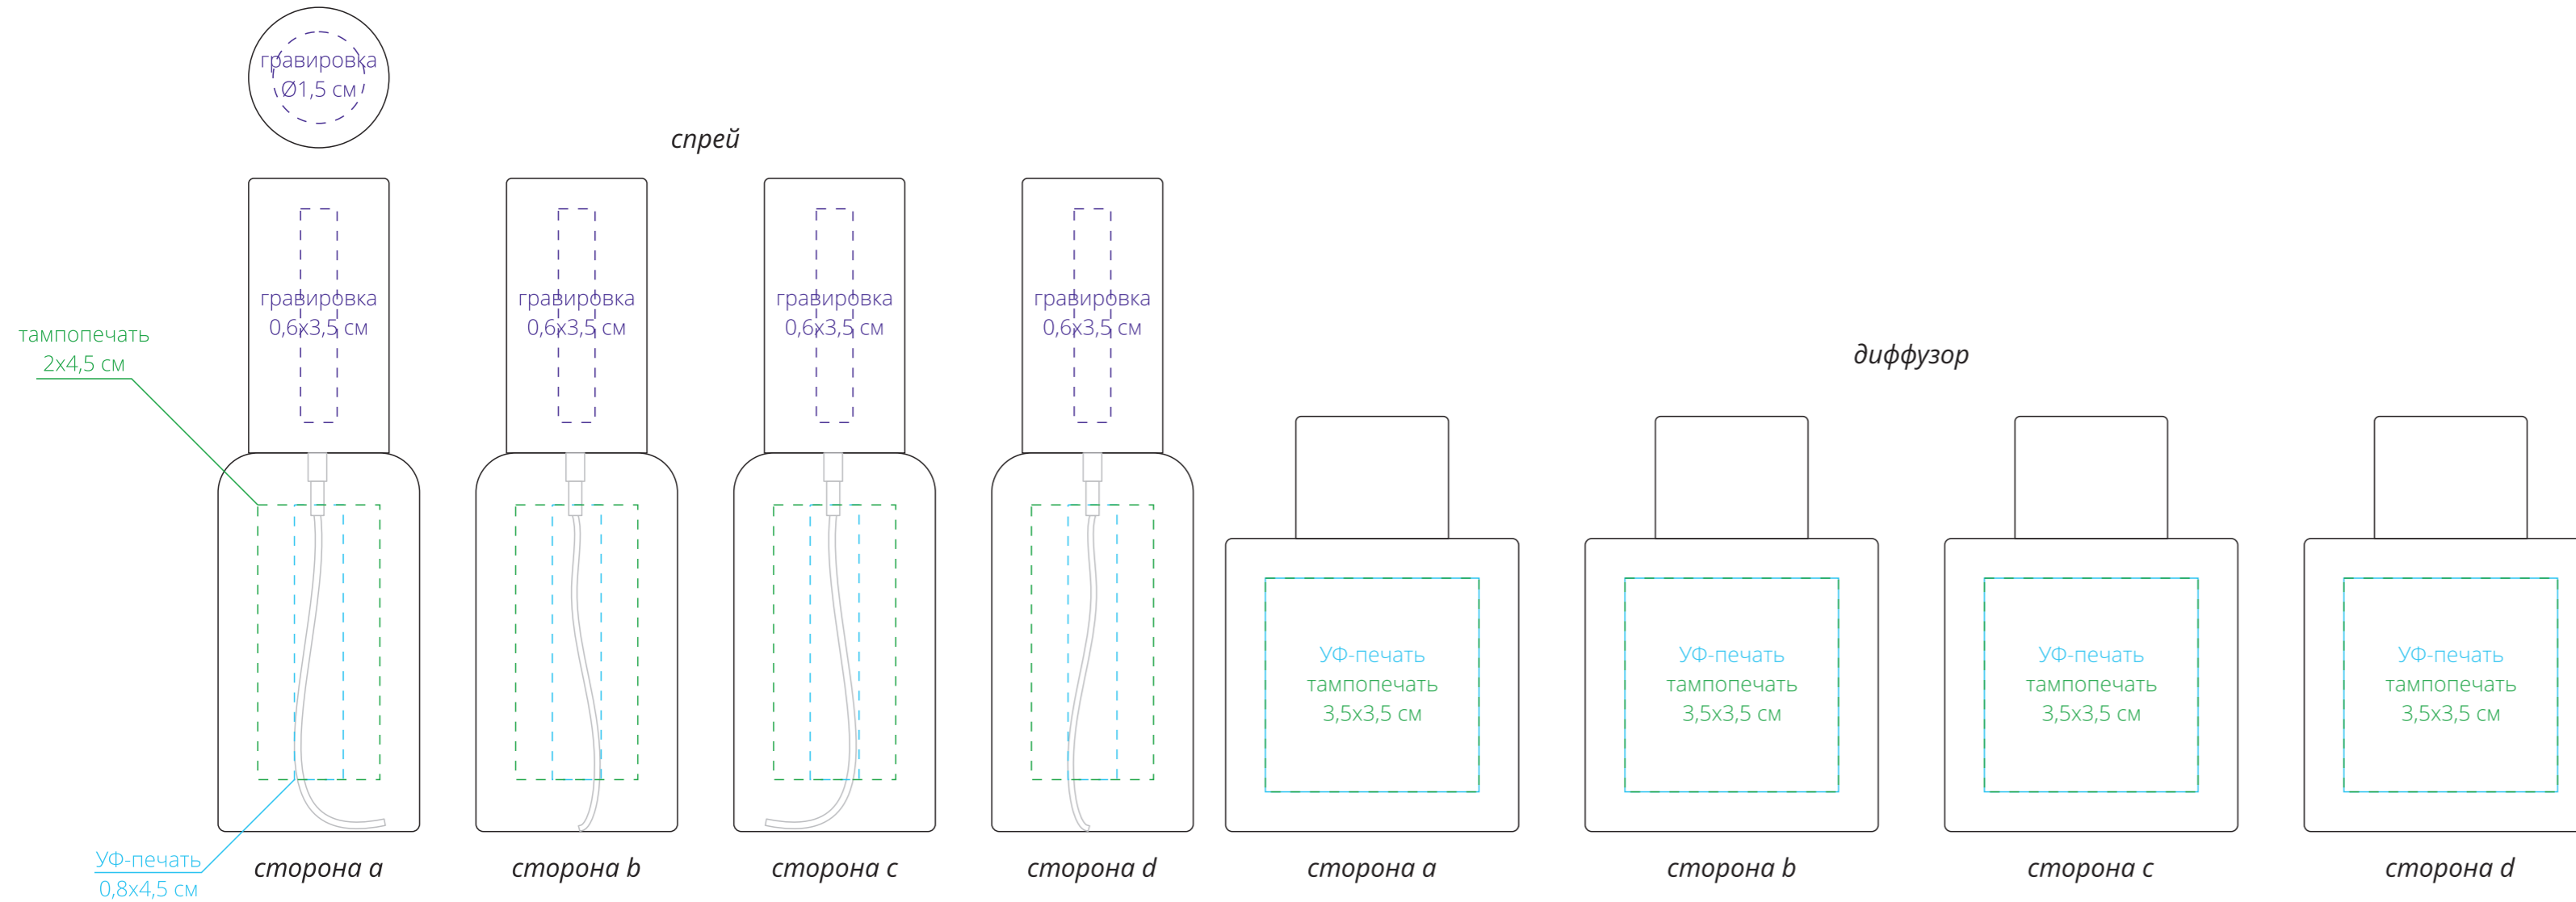 гравировка
Ø1,5 см
спрей
гравировка
0,6x3,5 см
гравировка
0,6x3,5 см
гравировка
0,6x3,5 см
гравировка
0,6x3,5 см
тампопечать
2x4,5 см
диффузор
УФ-печать
тампопечать
3,5x3,5 см
УФ-печать
тампопечать
3,5x3,5 см
УФ-печать
тампопечать
3,5x3,5 см
УФ-печать
тампопечать
3,5x3,5 см
УФ-печать
0,8x4,5 см
сторона a
сторона b
сторона c
сторона d
сторона a
сторона b
сторона c
сторона d